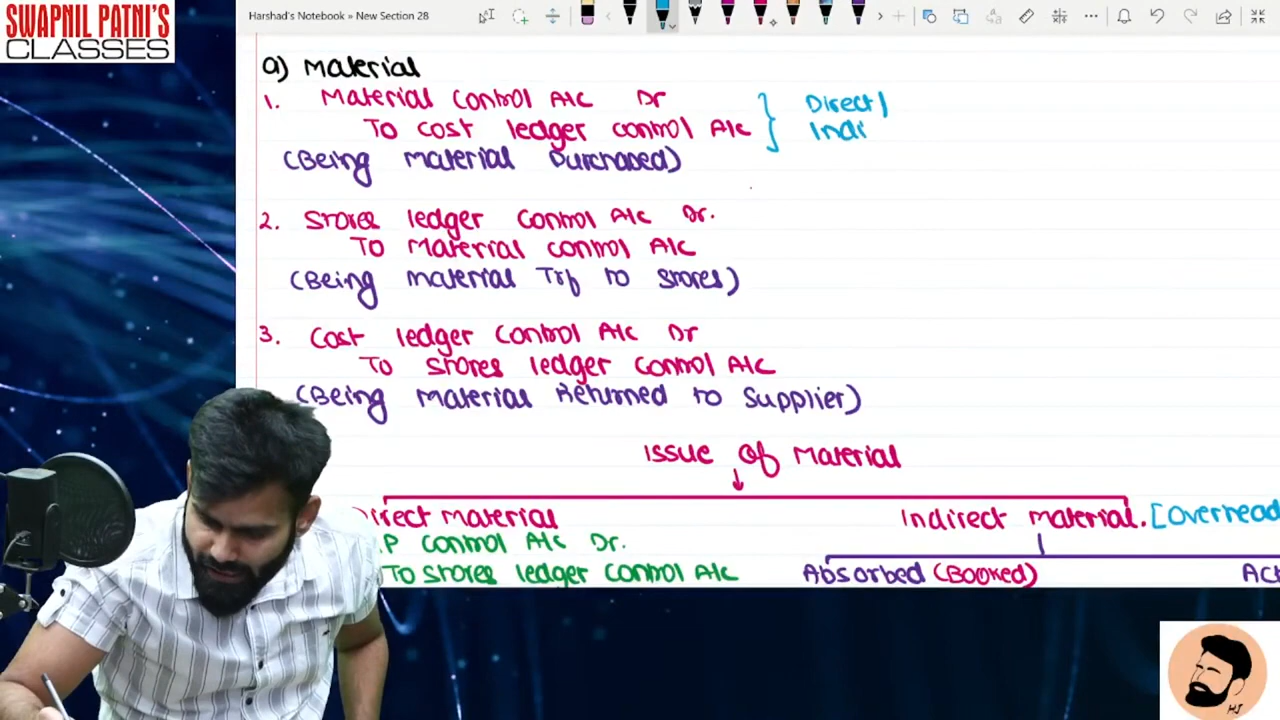 SWAPNIL PATNI'S
CLASSES
Harshad's Notebook » New Section 28
a) Material
1. Material Control A/c Dr
To cost ledger control A/c
(Being material Purchased)
Direct/
Indi
2. Stores ledger Control A/c Dr.
To Material control A/c
(Being material Trf to stores)
3. Cost ledger Control A/c Dr
To stores ledger Control A/c
(Being Material Returned to Supplier)
Issue of Material
irect material
.P Control A/c Dr.
To stores ledger Control A/c
Indirect material. [Overhead
Absorbed (Booked)
Act
HJ